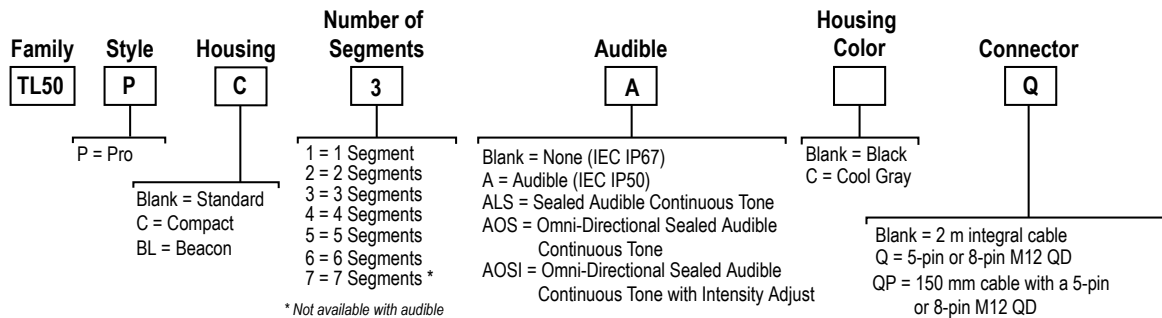 Family
Style
Housing
Number of
Segments
Audible
Housing
Color
Connector
TL50
P
C
3
A
Q
P = Pro
Blank = Standard
C = Compact
BL = Beacon
1 = 1 Segment
2 = 2 Segments
3 = 3 Segments
4 = 4 Segments
5 = 5 Segments
6 = 6 Segments
7 = 7 Segments *
* Not available with audible
Blank = None (IEC IP67)
A = Audible (IEC IP50)
ALS = Sealed Audible Continuous Tone
AOS = Omni-Directional Sealed Audible
Continuous Tone
AOSI = Omni-Directional Sealed Audible
Continuous Tone with Intensity Adjust
Blank = Black
C = Cool Gray
Blank = 2 m integral cable
Q = 5-pin or 8-pin M12 QD
QP = 150 mm cable with a 5-pin
or 8-pin M12 QD